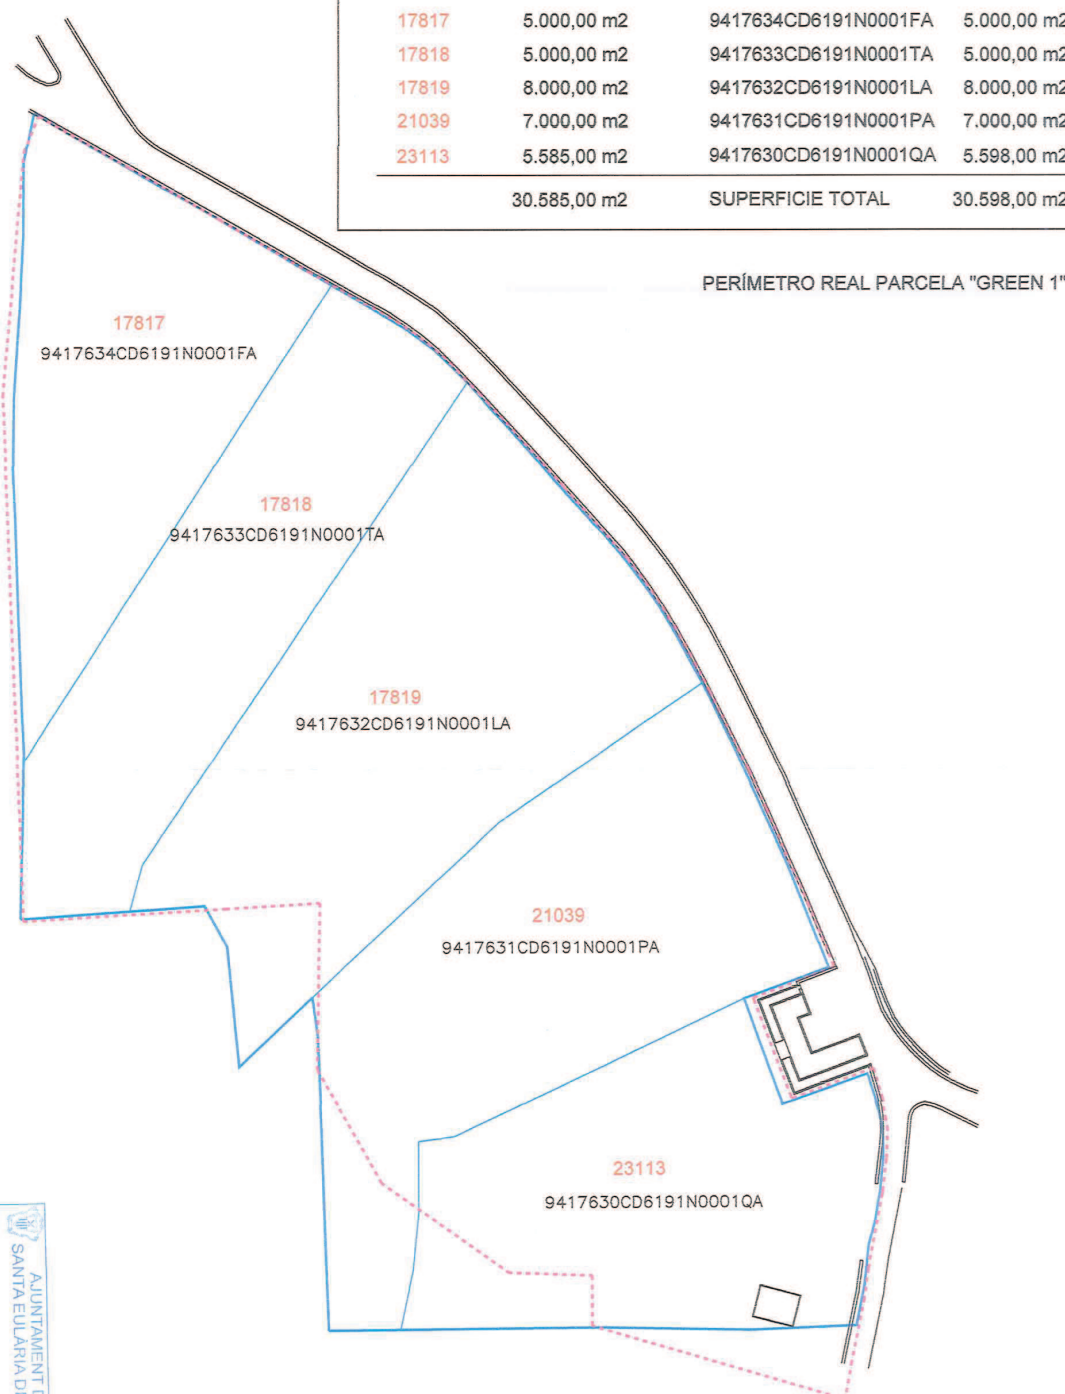 17817 5.000,00 m2 9417634CD6191N0001FA 5.000,00 m2
17818 5.000,00 m2 9417633CD6191N0001TA 5.000,00 m2
17819 8.000,00 m2 9417632CD6191N0001LA 8.000,00 m2
21039 7.000,00 m2 9417631CD6191N0001PA 7.000,00 m2
23113 5.585,00 m2 9417630CD6191N0001QA 5.598,00 m2
30.585,00 m2 SUPERFICIE TOTAL 30.598,00 m2
PERÍMETRO REAL PARCELA "GREEN 1"
17817
9417634CD6191N0001FA
17818
9417633CD6191N0001TA
17819
9417632CD6191N0001LA
21039
9417631CD6191N0001PA
23113
9417630CD6191N0001QA
AJUNTAMENT
SANTA EULÀRIA